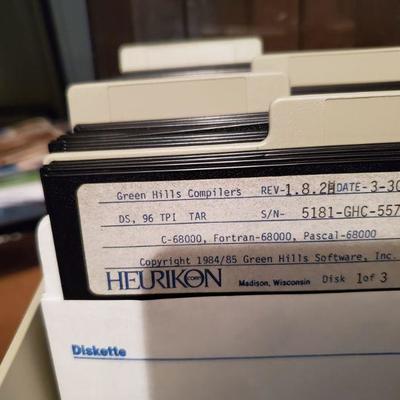 Green Hills Compilers REV-1.8.2H DATE-3-30
DS, 96 TPI TAR S/N- 5181-GHC-557
C-68000, Fortran-68000, Pascal-68000
Copyright 1984/85 Green Hills Software, Inc.
HEURIKON CORP Madison, Wisconsin Disk 1 of 3
Diskette